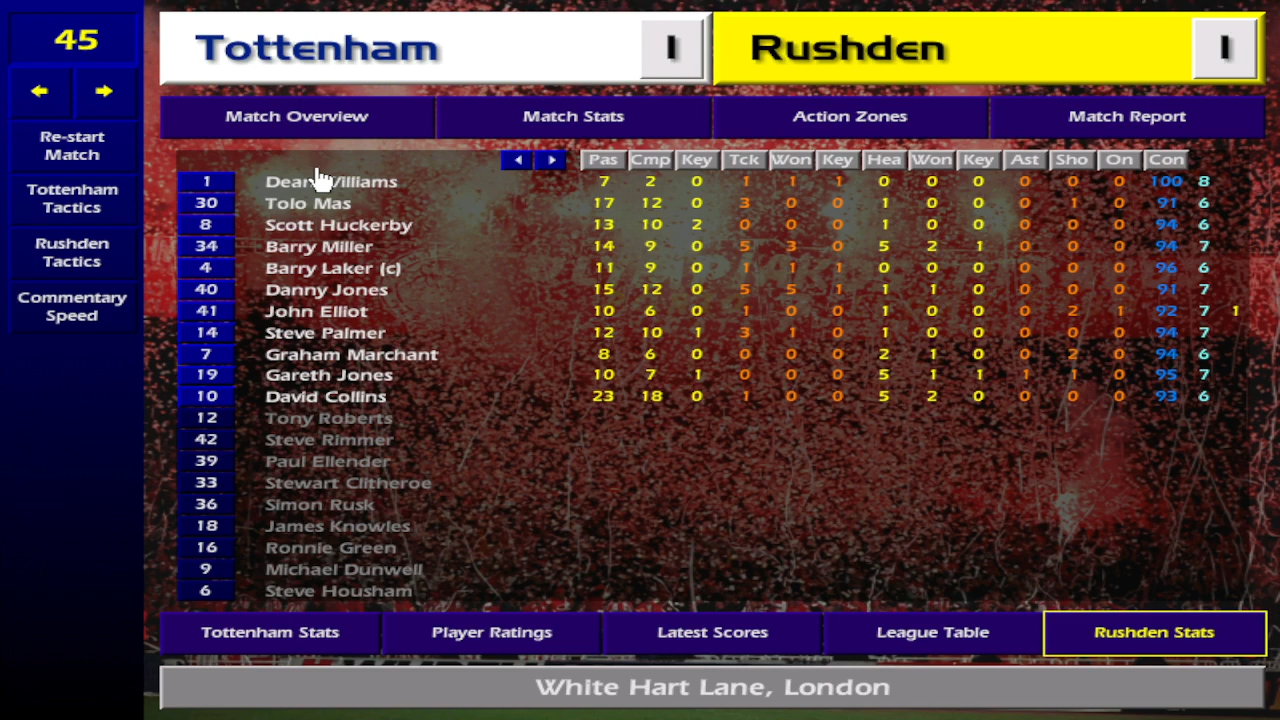 45
Tottenham 1 Rushden 1
Match Overview Match Stats Action Zones Match Report
Re-start
Match
Tottenham
Tactics
Rushden
Tactics
Commentary
Speed
Pas Cmp Key Tck Won Key Hea Won Key Ast Sho On Con
1 Dean Williams 7 2 0 1 1 1 0 0 0 0 0 0 100 8
30 Tolo Mas 17 12 0 3 0 0 1 0 0 0 1 0 91 6
8 Scott Huckerby 13 10 2 0 0 0 1 0 0 0 0 0 94 6
34 Barry Miller 14 9 0 5 3 0 5 2 1 0 0 0 94 7
4 Barry Laker (c) 11 9 0 1 1 1 0 0 0 0 0 0 96 6
40 Danny Jones 15 12 0 5 5 1 1 1 0 0 0 0 91 7
41 John Elliot 10 6 0 1 0 0 1 0 0 0 2 1 92 7 1
14 Steve Palmer 12 10 1 3 1 0 1 0 0 0 0 0 94 7
7 Graham Marchant 8 6 0 0 0 0 2 1 0 0 2 0 94 6
19 Gareth Jones 10 7 1 0 0 0 5 1 1 1 1 0 95 7
10 David Collins 23 18 0 1 0 0 5 2 0 0 0 0 93 6
12 Tony Roberts
42 Steve Rimmer
39 Paul Ellender
33 Stewart Clitheroe
36 Simon Rusk
18 James Knowles
16 Ronnie Green
9 Michael Dunwell
6 Steve Housham
Tottenham Stats Player Ratings Latest Scores League Table Rushden Stats
White Hart Lane, London